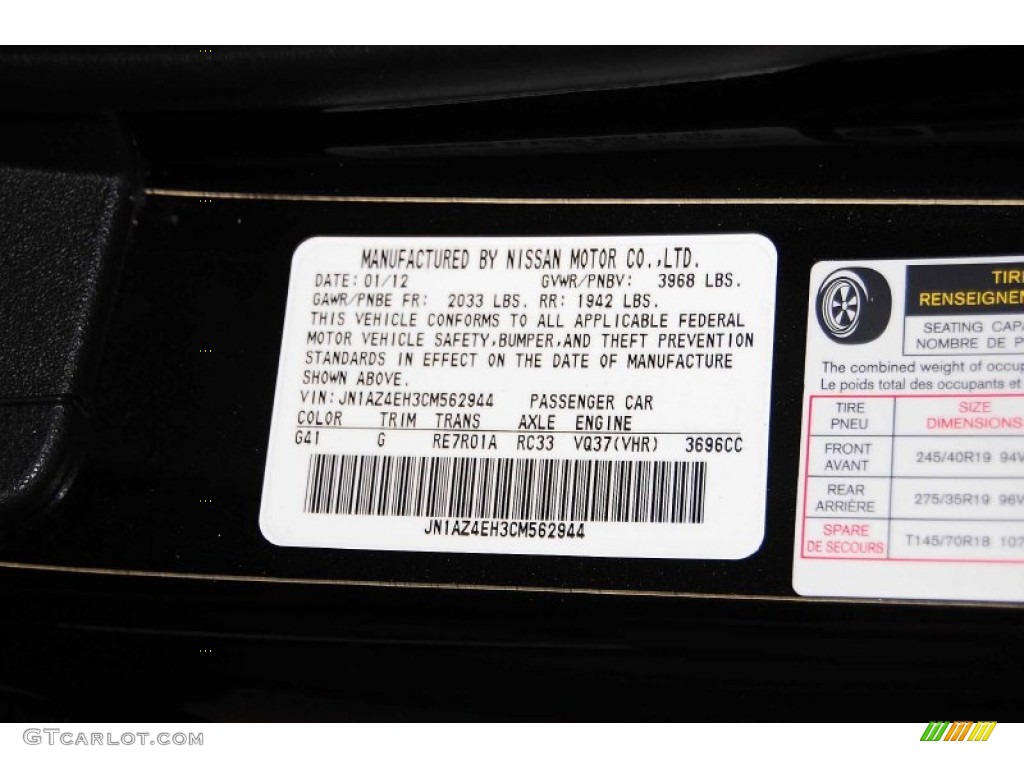 MANUFACTURED BY NISSAN MOTOR CO.,LTD.
DATE: 01/12 GVWR/PNBV: 3968 LBS.
GAWR/PNBE FR: 2033 LBS. RR: 1942 LBS.
THIS VEHICLE CONFORMS TO ALL APPLICABLE FEDERAL
MOTOR VEHICLE SAFETY,BUMPER,AND THEFT PREVENTION
STANDARDS IN EFFECT ON THE DATE OF MANUFACTURE
SHOWN ABOVE.
VIN: JN1AZ4EH3CM562944 PASSENGER CAR
COLOR TRIM TRANS AXLE ENGINE
G41 G RE7R01A RC33 VQ37(VHR) 3696CC
JN1AZ4EH3CM562944
TIRE
RENSEIGNEM
SEATING CAPA
NOMBRE DE P
The combined weight of occup
Le poids total des occupants et
TIRE SIZE
PNEU DIMENSIONS
FRONT
AVANT 245/40R19 94W
REAR
ARRIÈRE 275/35R19 96W
SPARE
DE SECOURS T145/70R18 107
GTCARLOT.COM